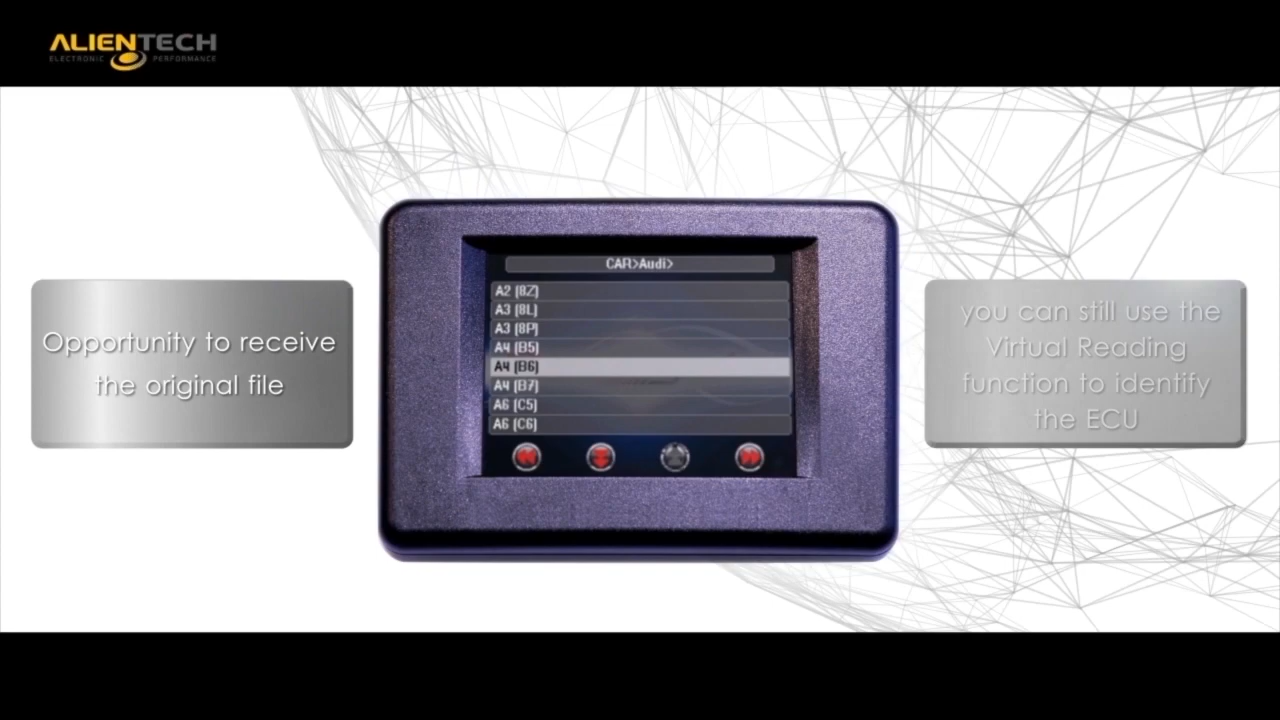 ALIENTECH
ELECTRONIC PERFORMANCE
Opportunity to receive
the original file
CAR>Audi>
A2 (8Z)
A3 (8L)
A3 (8P)
A4 (B5)
A4 (B6)
A4 (B7)
A6 (C5)
A6 (C6)
you can still use the
Virtual Reading
function to identify
the ECU